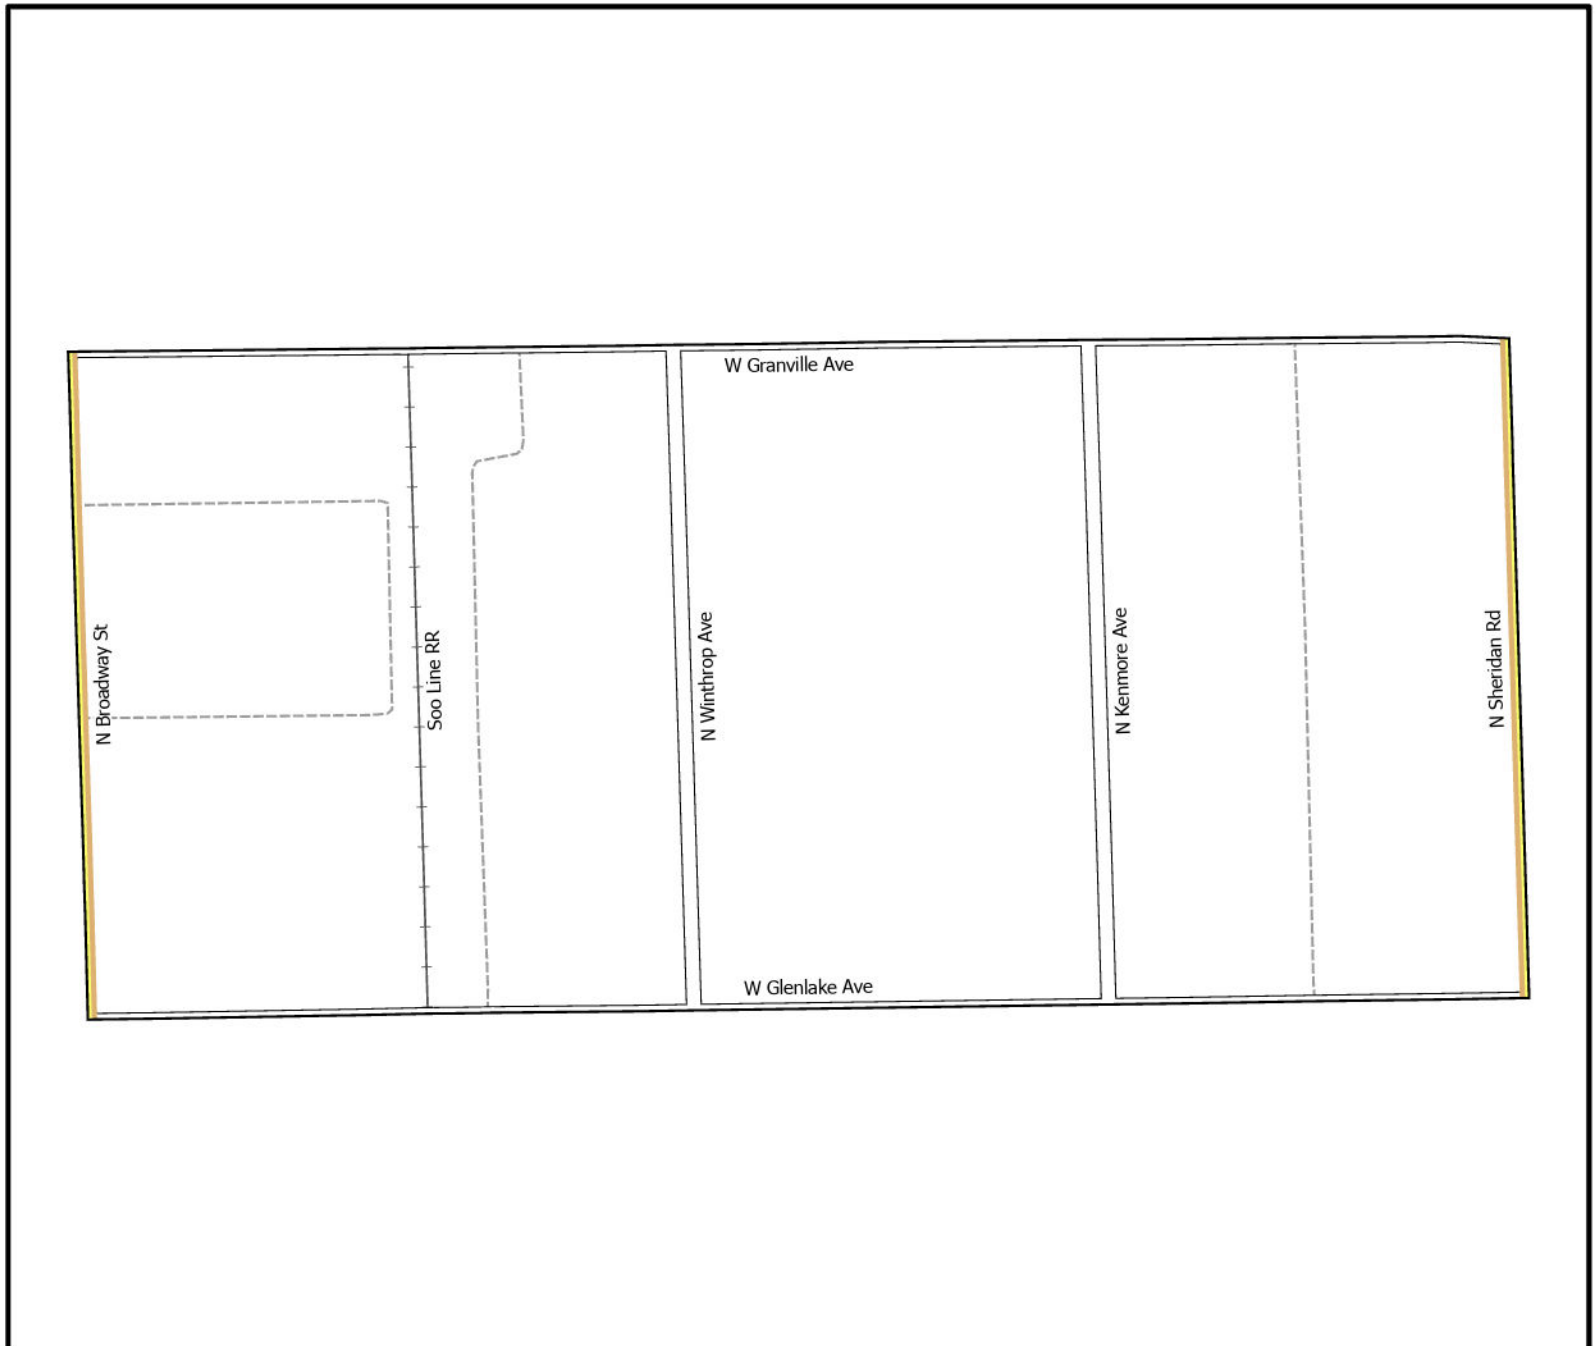 W Granville Ave
N Broadway St
Soo Line RR
N Winthrop Ave
N Kenmore Ave
N Sheridan Rd
W Glenlake Ave